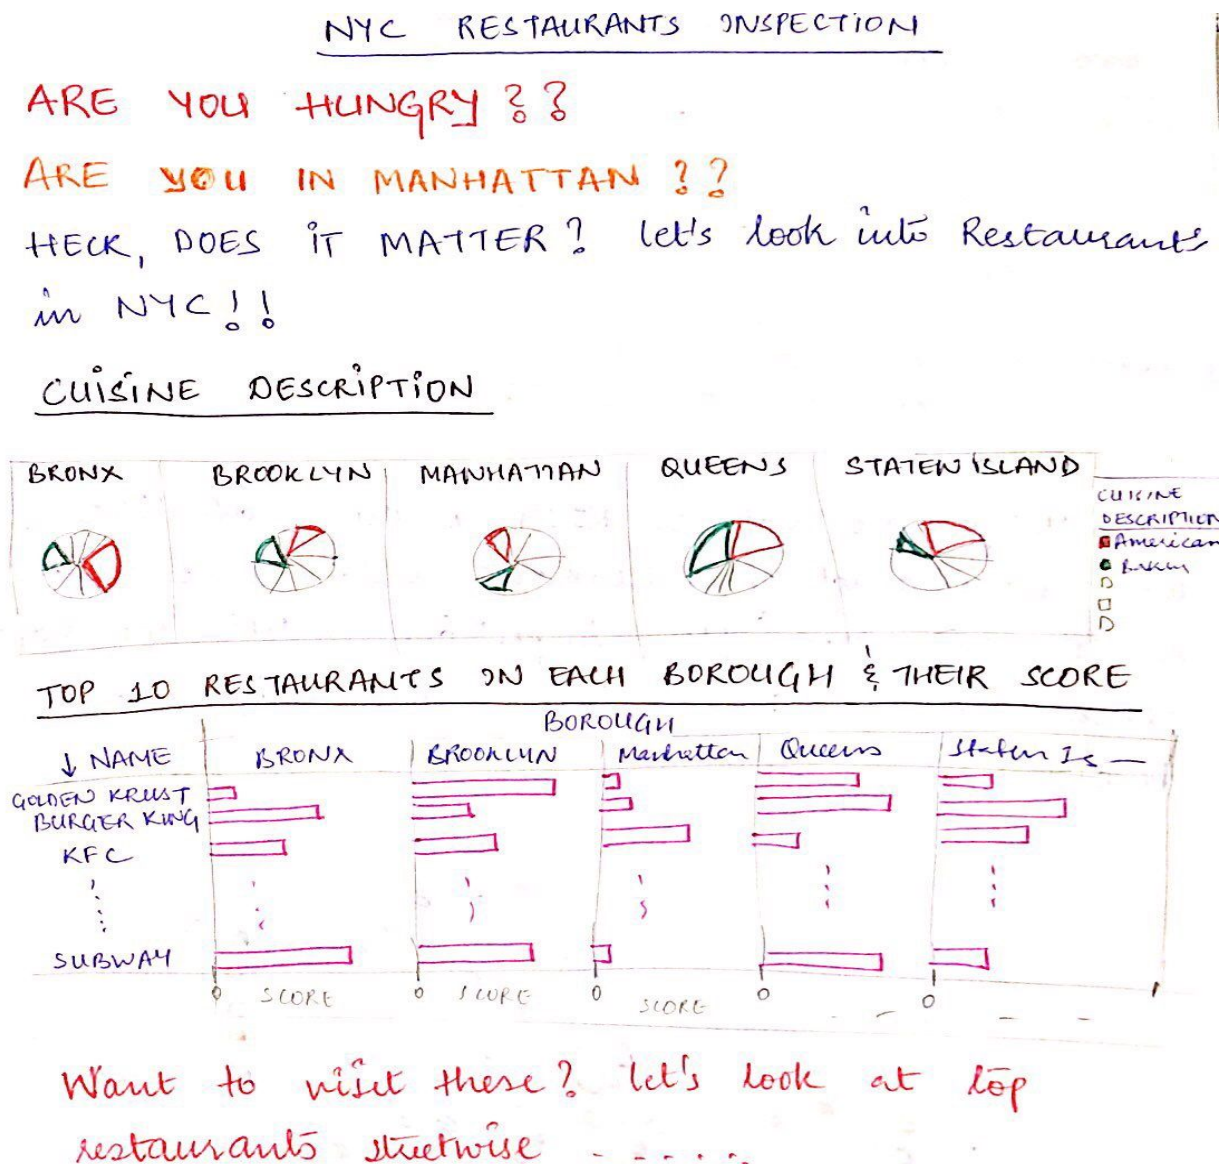 NYC RESTAURANTS INSPECTION
ARE YOU HUNGRY??
ARE YOU IN MANHATTAN??
HECK, DOES IT MATTER? let's look into Restaurants
in NYC!!
CUISINE DESCRIPTION
BRONX BROOKLYN MANHATTAN QUEENS STATEN ISLAND
CUISINE
DESCRIPTION
American
TOP 10 RESTAURANTS IN EACH BOROUGH & THEIR SCORE
BOROUGH
↓ NAME BRONX BROOKLYN Manhattan Queens Staten Is —
GOLDEN KRUST
BURGER KING
KFC
SUBWAY
0 SCORE 0 SCORE 0 SCORE 0 0
Want to visit these? let's look at top
restaurants streetwise ......